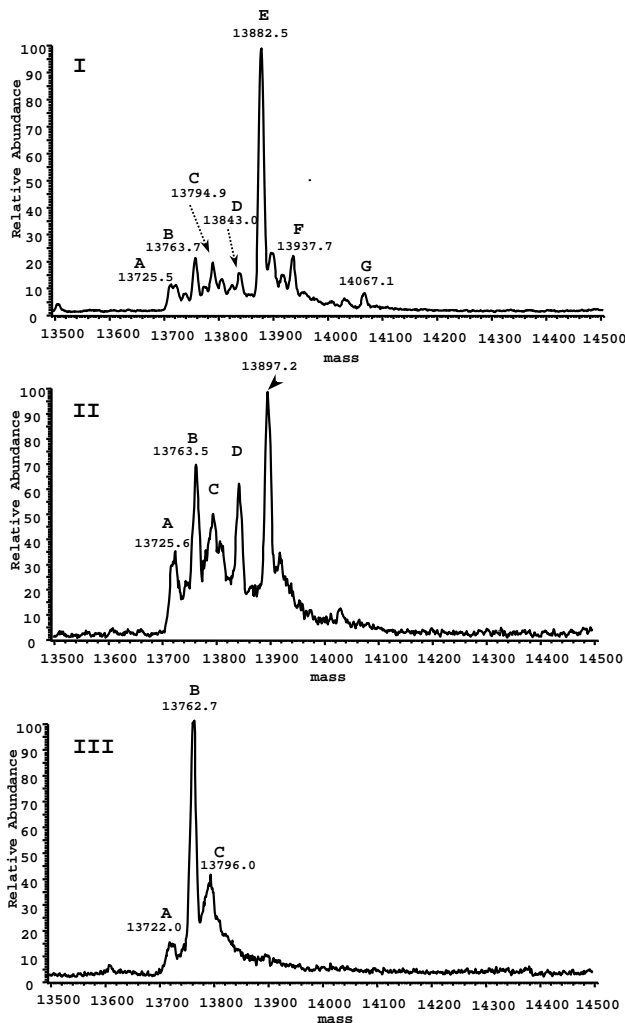 E
13882.5
I
C
13794.9
D
13843.0
B
13763.7
F
13937.7
A
13725.5
G
14067.1
Relative Abundance
100
90
80
70
60
50
40
30
20
10
0
13500 13600 13700 13800 13900 14000 14100 14200 14300 14400 14500
mass
13897.2
II
B
13763.5
D
C
A
13725.6
Relative Abundance
100
90
80
70
60
50
40
30
20
10
0
13500 13600 13700 13800 13900 14000 14100 14200 14300 14400 14500
mass
B
13762.7
III
C
13796.0
A
13722.0
Relative Abundance
100
90
80
70
60
50
40
30
20
10
0
13500 13600 13700 13800 13900 14000 14100 14200 14300 14400 14500
mass